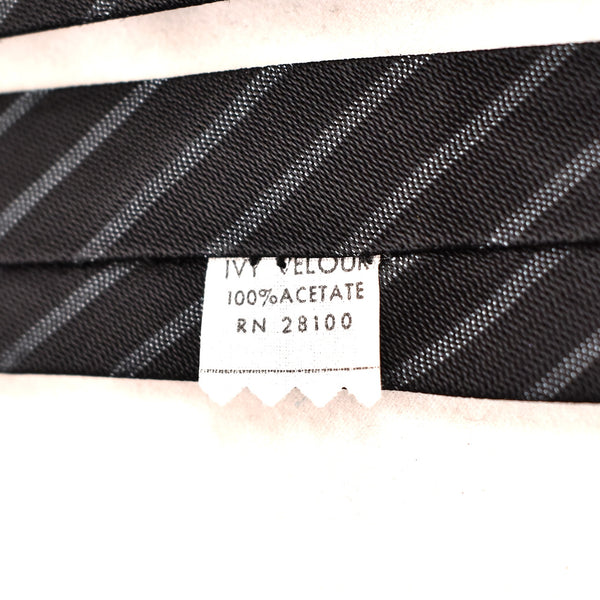 IVY VELOUR
100% ACETATE
RN 28100